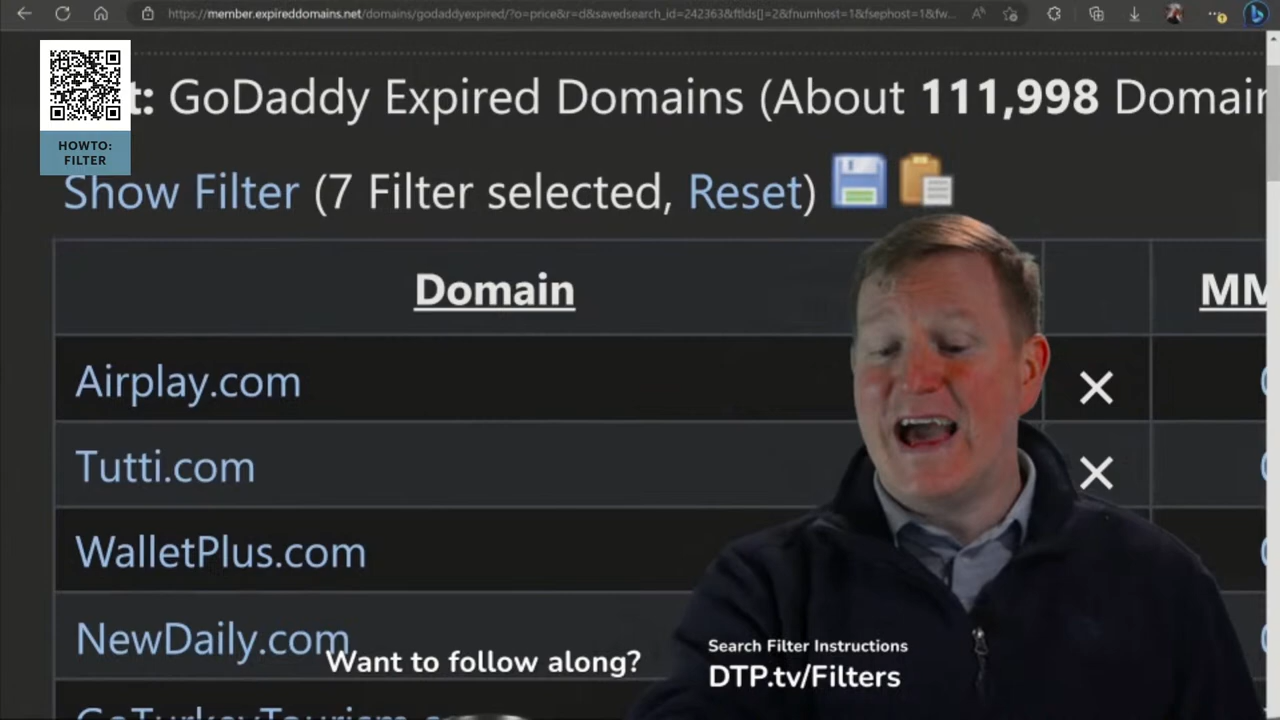 https://member.expireddomains.net/domains/godaddyexpired/?o=price&r=d&savedsearch_id=242363&ftlds[]=2&fnumhost=1&fsephost=1&fw...
HOWTO:
FILTER
t: GoDaddy Expired Domains (About 111,998 Domain
Show Filter (7 Filter selected, Reset)
Domain
MM
Airplay.com
Tutti.com
WalletPlus.com
NewDaily.com
Want to follow along?
Search Filter Instructions
DTP.tv/Filters
GoTurkeyTourism.c